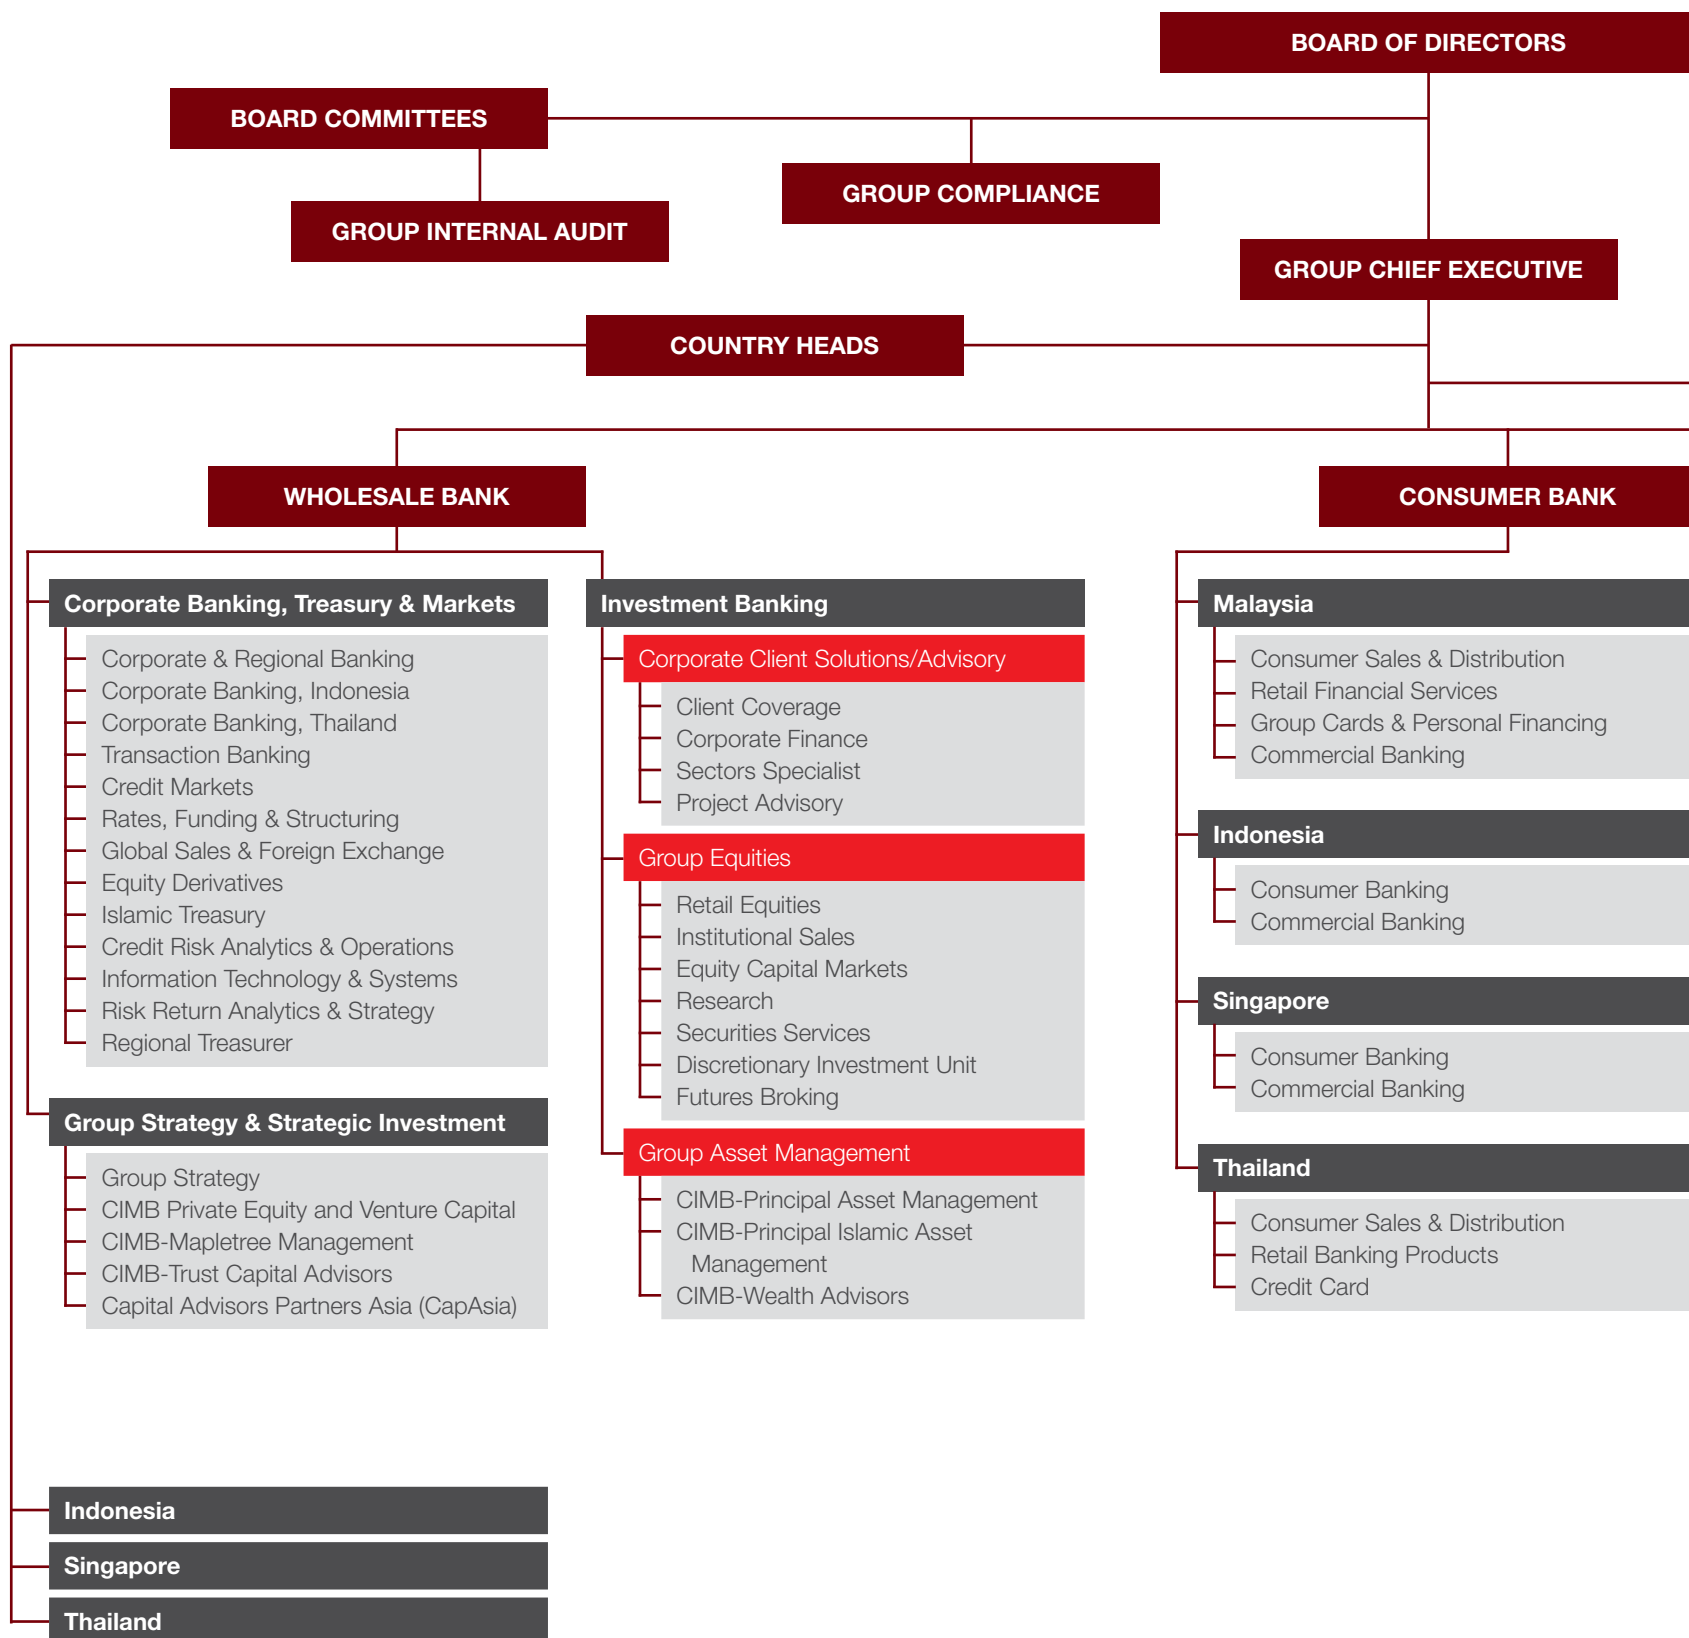 BOARD OF DIRECTORS
BOARD COMMITTEES
GROUP COMPLIANCE
GROUP INTERNAL AUDIT
GROUP CHIEF EXECUTIVE
COUNTRY HEADS
WHOLESALE BANK
CONSUMER BANK
Corporate Banking, Treasury & Markets
Corporate & Regional Banking
Corporate Banking, Indonesia
Corporate Banking, Thailand
Transaction Banking
Credit Markets
Rates, Funding & Structuring
Global Sales & Foreign Exchange
Equity Derivatives
Islamic Treasury
Credit Risk Analytics & Operations
Information Technology & Systems
Risk Return Analytics & Strategy
Regional Treasurer
Group Strategy & Strategic Investment
Group Strategy
CIMB Private Equity and Venture Capital
CIMB-Mapletree Management
CIMB-Trust Capital Advisors
Capital Advisors Partners Asia (CapAsia)
Investment Banking
Corporate Client Solutions/Advisory
Client Coverage
Corporate Finance
Sectors Specialist
Project Advisory
Group Equities
Retail Equities
Institutional Sales
Equity Capital Markets
Research
Securities Services
Discretionary Investment Unit
Futures Broking
Group Asset Management
CIMB-Principal Asset Management
CIMB-Principal Islamic Asset
Management
CIMB-Wealth Advisors
Malaysia
Consumer Sales & Distribution
Retail Financial Services
Group Cards & Personal Financing
Commercial Banking
Indonesia
Consumer Banking
Commercial Banking
Singapore
Consumer Banking
Commercial Banking
Thailand
Consumer Sales & Distribution
Retail Banking Products
Credit Card
Indonesia
Singapore
Thailand